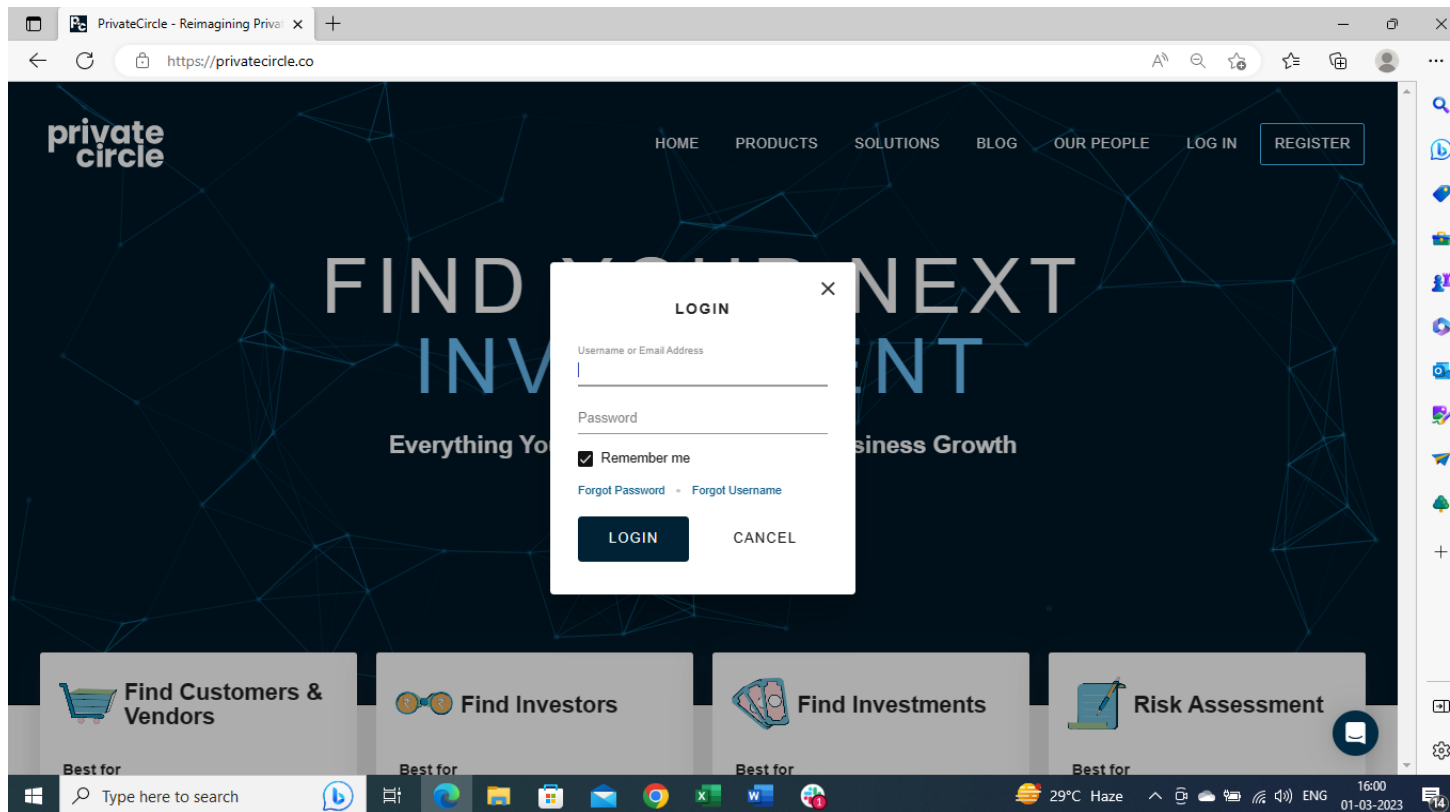 PrivateCircle - Reimagining Privat
https://privatecircle.co
private
circle
HOME PRODUCTS SOLUTIONS BLOG OUR PEOPLE LOG IN REGISTER
FIND NEXT
LOGIN
Username or Email Address
Password
Remember me
Forgot Password - Forgot Username
LOGIN CANCEL
Everything siness Growth
Find Customers &
Vendors
Best for
Find Investors
Best for
Find Investments
Best for
Risk Assessment
Best for
Type here to search
29°C Haze
ENG
16:00
01-03-2023